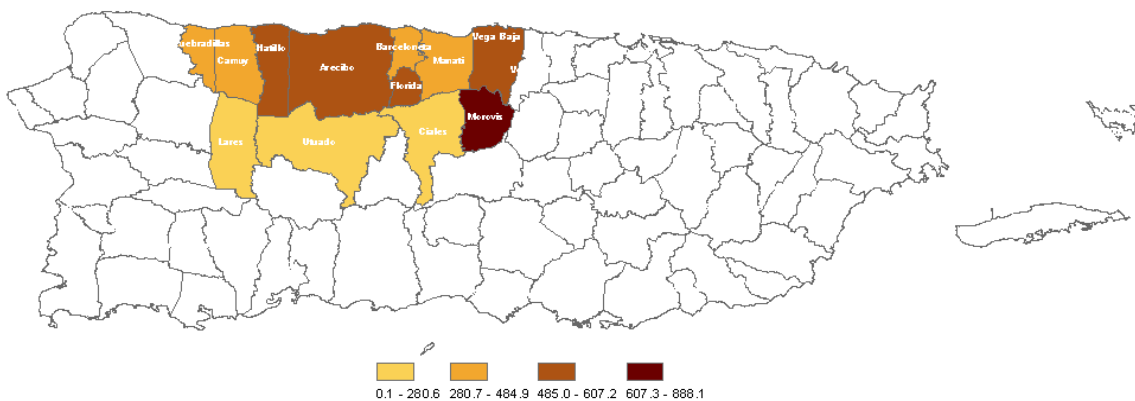 Vega Baja
Hatillo
Barceloneta
Camuy
Manatí
Arecibo
Florida
Morovis
Ciales
Lares
Utuado
0.1 - 280.6 280.7 - 484.9 485.0 - 607.2 607.3 - 888.1